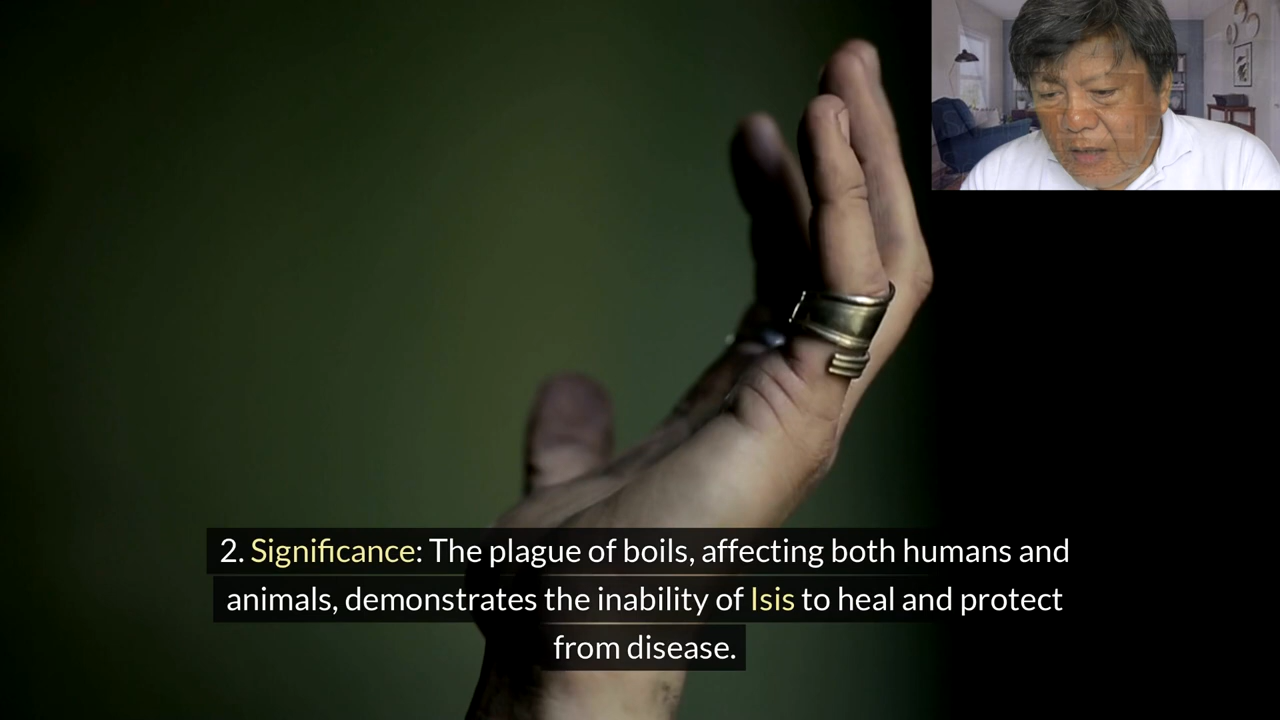 2. Significance: The plague of boils, affecting both humans and
animals, demonstrates the inability of Isis to heal and protect
from disease.